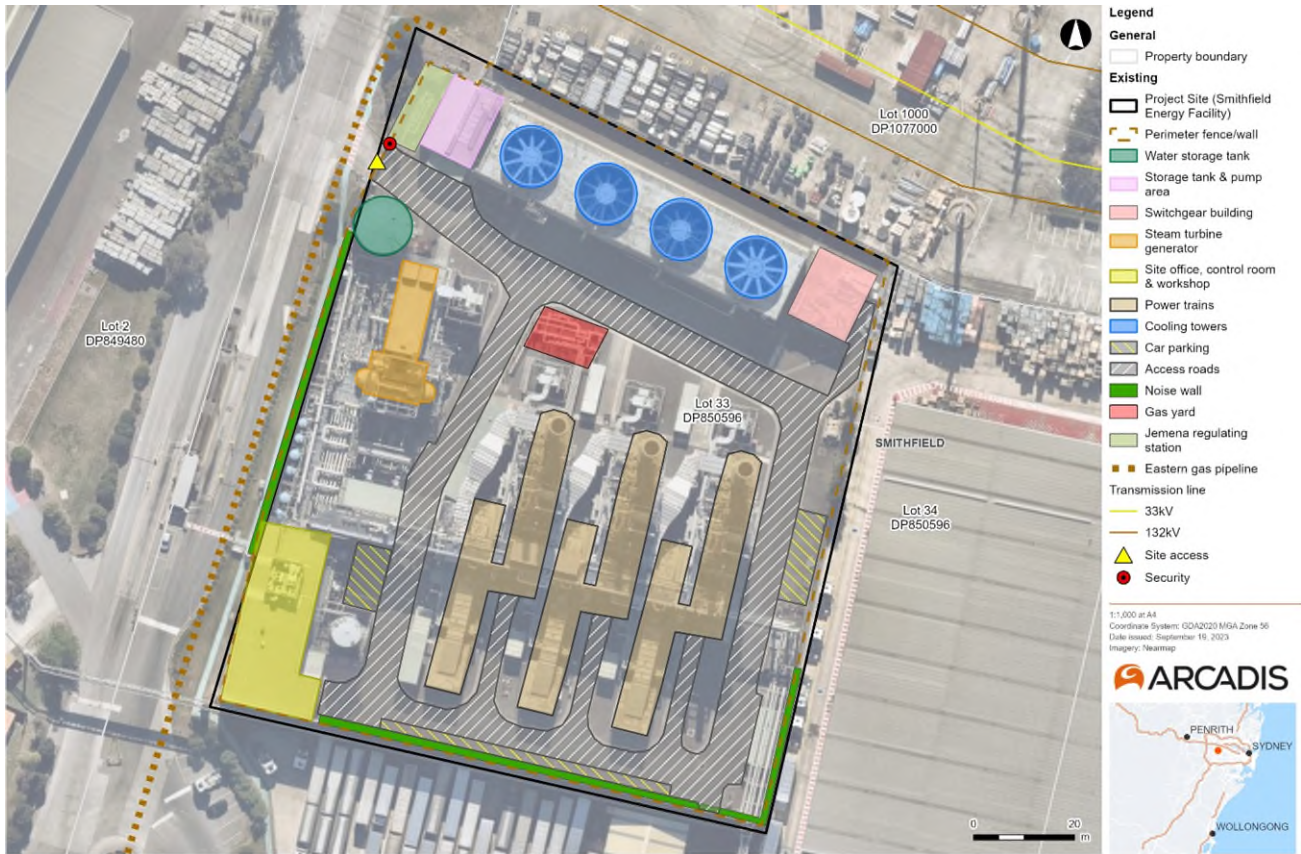 Lot 1000
DP1077000
Lot 2
DP849480
Lot 33
DP850596
SMITHFIELD
Lot 34
DP850596
0 20
m
Legend
General
Property boundary
Existing
Project Site (Smithfield
Energy Facility)
Perimeter fence/wall
Water storage tank
Storage tank & pump
area
Switchgear building
Steam turbine
generator
Site office, control room
& workshop
Power trains
Cooling towers
Car parking
Access roads
Noise wall
Gas yard
Jemena regulating
station
Eastern gas pipeline
Transmission line
33kV
132kV
Site access
Security
1:1,000 at A4
Coordinate System: GDA2020 MGA Zone 56
Date issued: September 19, 2023
Imagery: Nearmap
ARCADIS
PENRITH
SYDNEY
WOLLONGONG